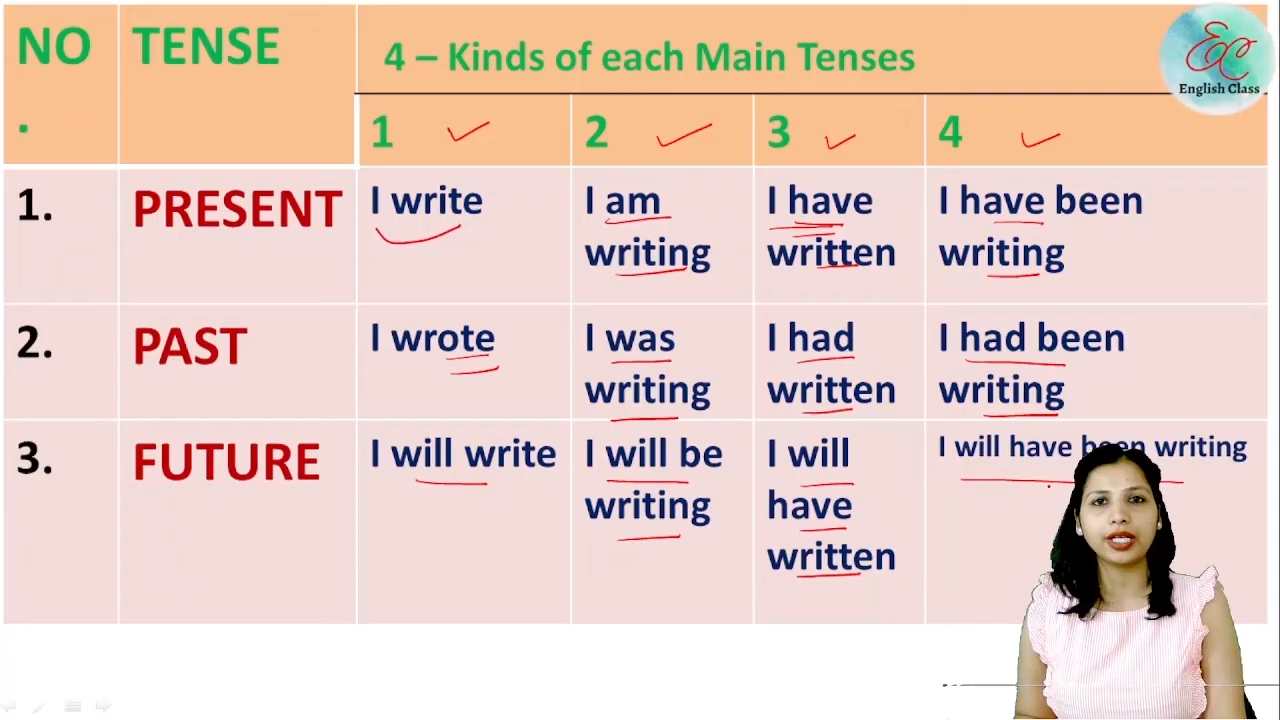 NO
.
TENSE
4 – Kinds of each Main Tenses
English Class
1
2
3
4
1.
PRESENT
I write
I am
writing
I have
written
I have been
writing
2.
PAST
I wrote
I was
writing
I had
written
I had been
writing
3.
FUTURE
I will write
I will be
writing
I will
have
written
I will have been writing